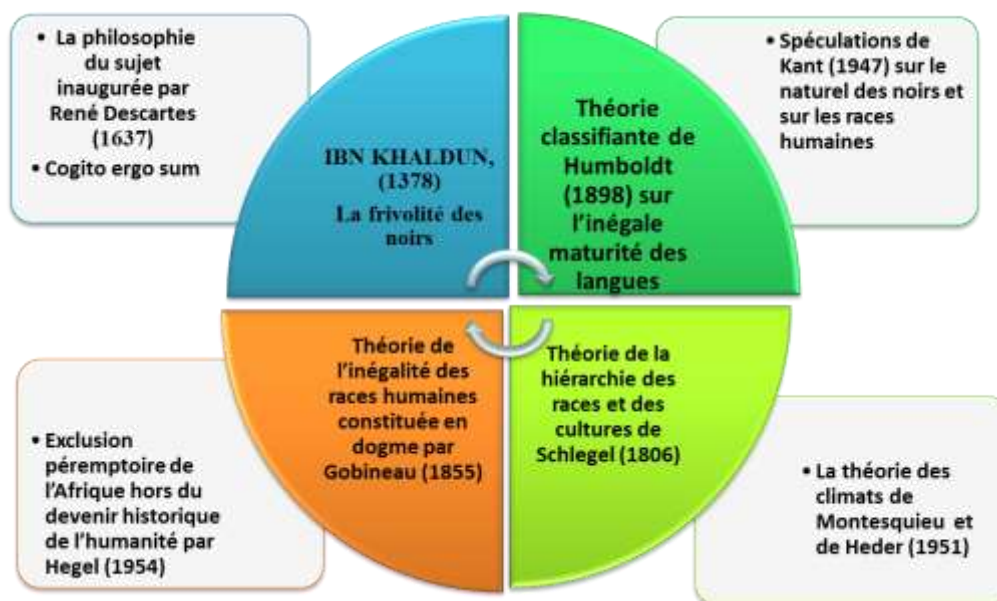 • La philosophie
du sujet
inaugurée par
René Descartes
(1637)
• Cogito ergo sum
IBN KHALDUN,
(1378)
La frivolité des
noirs
Théorie
classifiante de
Humboldt
(1898) sur
l'inégale
maturité des
langues
• Spéculations de
Kant (1947) sur le
naturel des noirs et
sur les races
humaines
• Exclusion
péremptoire de
l'Afrique hors du
devenir historique
de l'humanité par
Hegel (1954)
Théorie de
l'inégalité des
races humaines
constituée en
dogme par
Gobineau (1855)
Théorie de la
hiérarchie des
races et des
cultures de
Schlegel (1806)
• La théorie des
climats de
Montesquieu et
de Heder (1951)